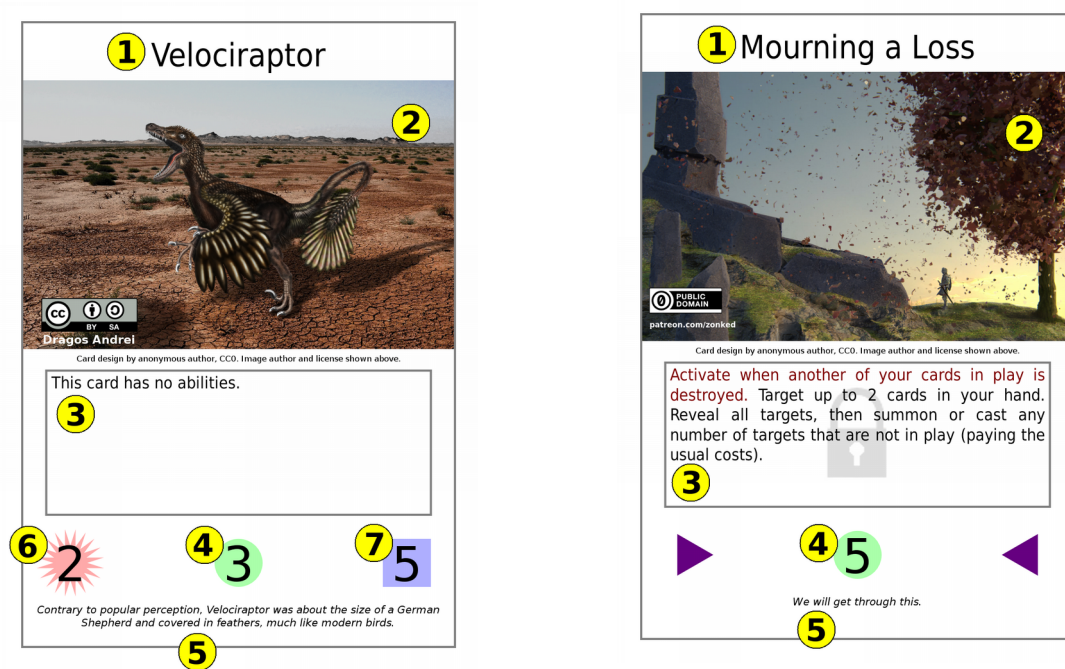 1 Velociraptor
2
cc BY SA
Dragos Andrei
Card design by anonymous author, CC0. Image author and license shown above.
This card has no abilities.
3
6 2
4 3
7 5
Contrary to popular perception, Velociraptor was about the size of a German
Shepherd and covered in feathers, much like modern birds.
5
1 Mourning a Loss
2
0 PUBLIC
DOMAIN
patreon.com/zonked
Card design by anonymous author, CC0. Image author and license shown above.
Activate when another of your cards in play is
destroyed. Target up to 2 cards in your hand.
Reveal all targets, then summon or cast any
number of targets that are not in play (paying the
usual costs).
3
4 5
We will get through this.
5